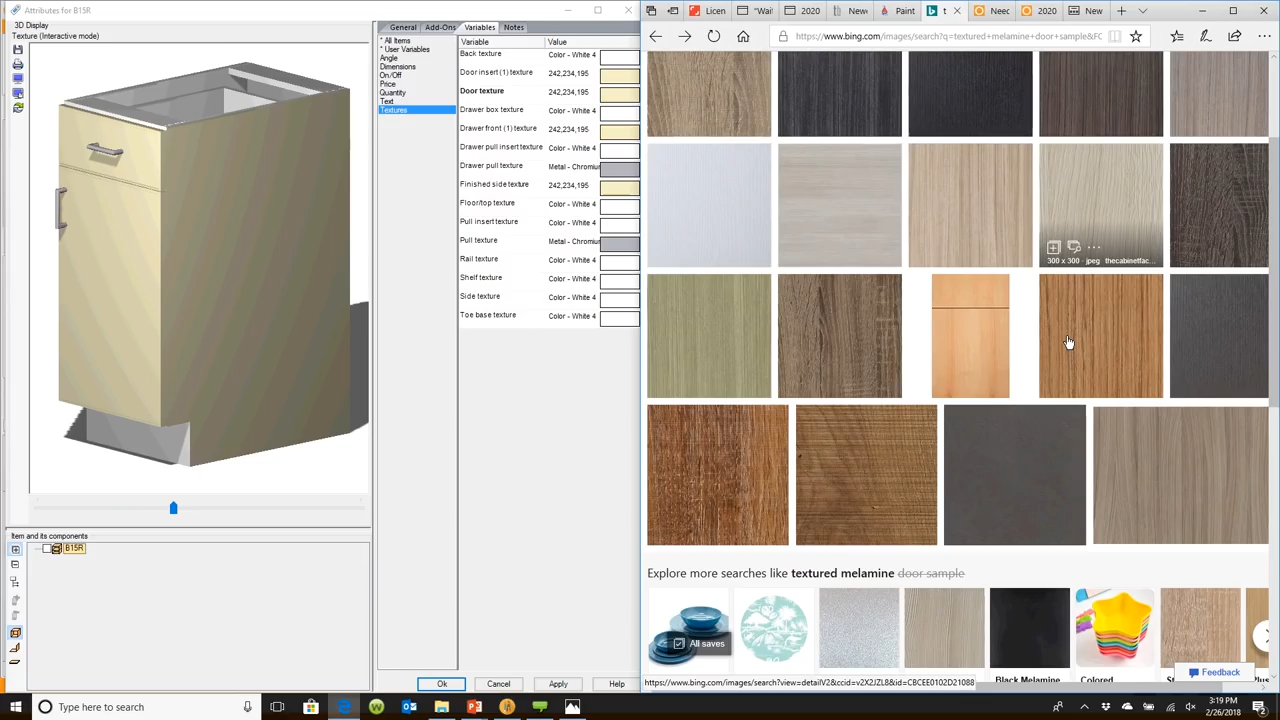 Attributes for B15R
3D Display
Texture (Interactive mode)
General
Add-Ons
Variables
Notes
* All Items
* User Variables
Angle
Dimensions
On/Off
Price
Quantity
Text
Textures
Variable Value
Back texture Color - White 4
Door insert (1) texture 242,234,195
Door texture 242,234,195
Drawer box texture Color - White 4
Drawer front (1) texture 242,234,195
Drawer pull insert texture Color - White 4
Drawer pull texture Metal - Chromiu
Finished side texture 242,234,195
Floor/top texture Color - White 4
Pull insert texture Color - White 4
Pull texture Metal - Chromiu
Rail texture Color - White 4
Shelf texture Color - White 4
Side texture Color - White 4
Toe base texture Color - White 4
Item and its components
B15R
Ok Cancel Apply Help
Licen
"Wait
2020
New
Paint
t
Need
2020
New
https://www.bing.com/images/search?q=textured+melamine+door+sample&FO
300 x 300 · jpeg thecabinetfac...
Explore more searches like textured melamine door sample
All saves
Black Melamine
Colored
Feedback
https://www.bing.com/images/search?view=detailV2&ccid=v2X2JZL8&id=CBCEE0102D21088
Type here to search
3:19 PM
2/26/2018
2